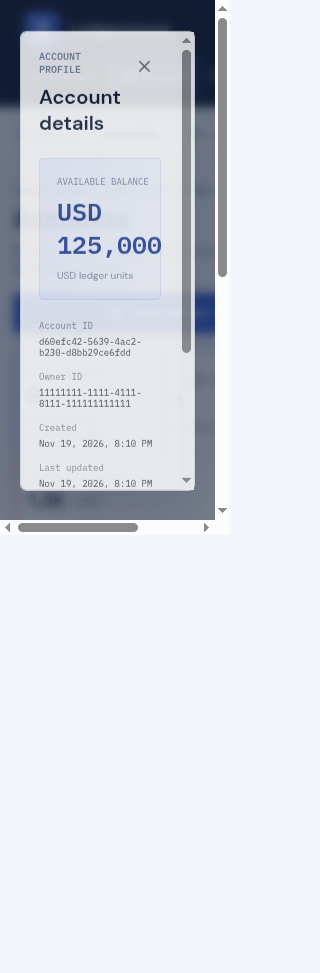 ACCOUNT
PROFILE
Account
details
AVAILABLE BALANCE
USD
125,000
USD ledger units
Account ID
d60efc42-5639-4ac2-
b230-d8bb29ce6fdd
Owner ID
11111111-1111-4111-
8111-111111111111
Created
Nov 19, 2026, 8:10 PM
Last updated
Nov 19, 2026, 8:10 PM